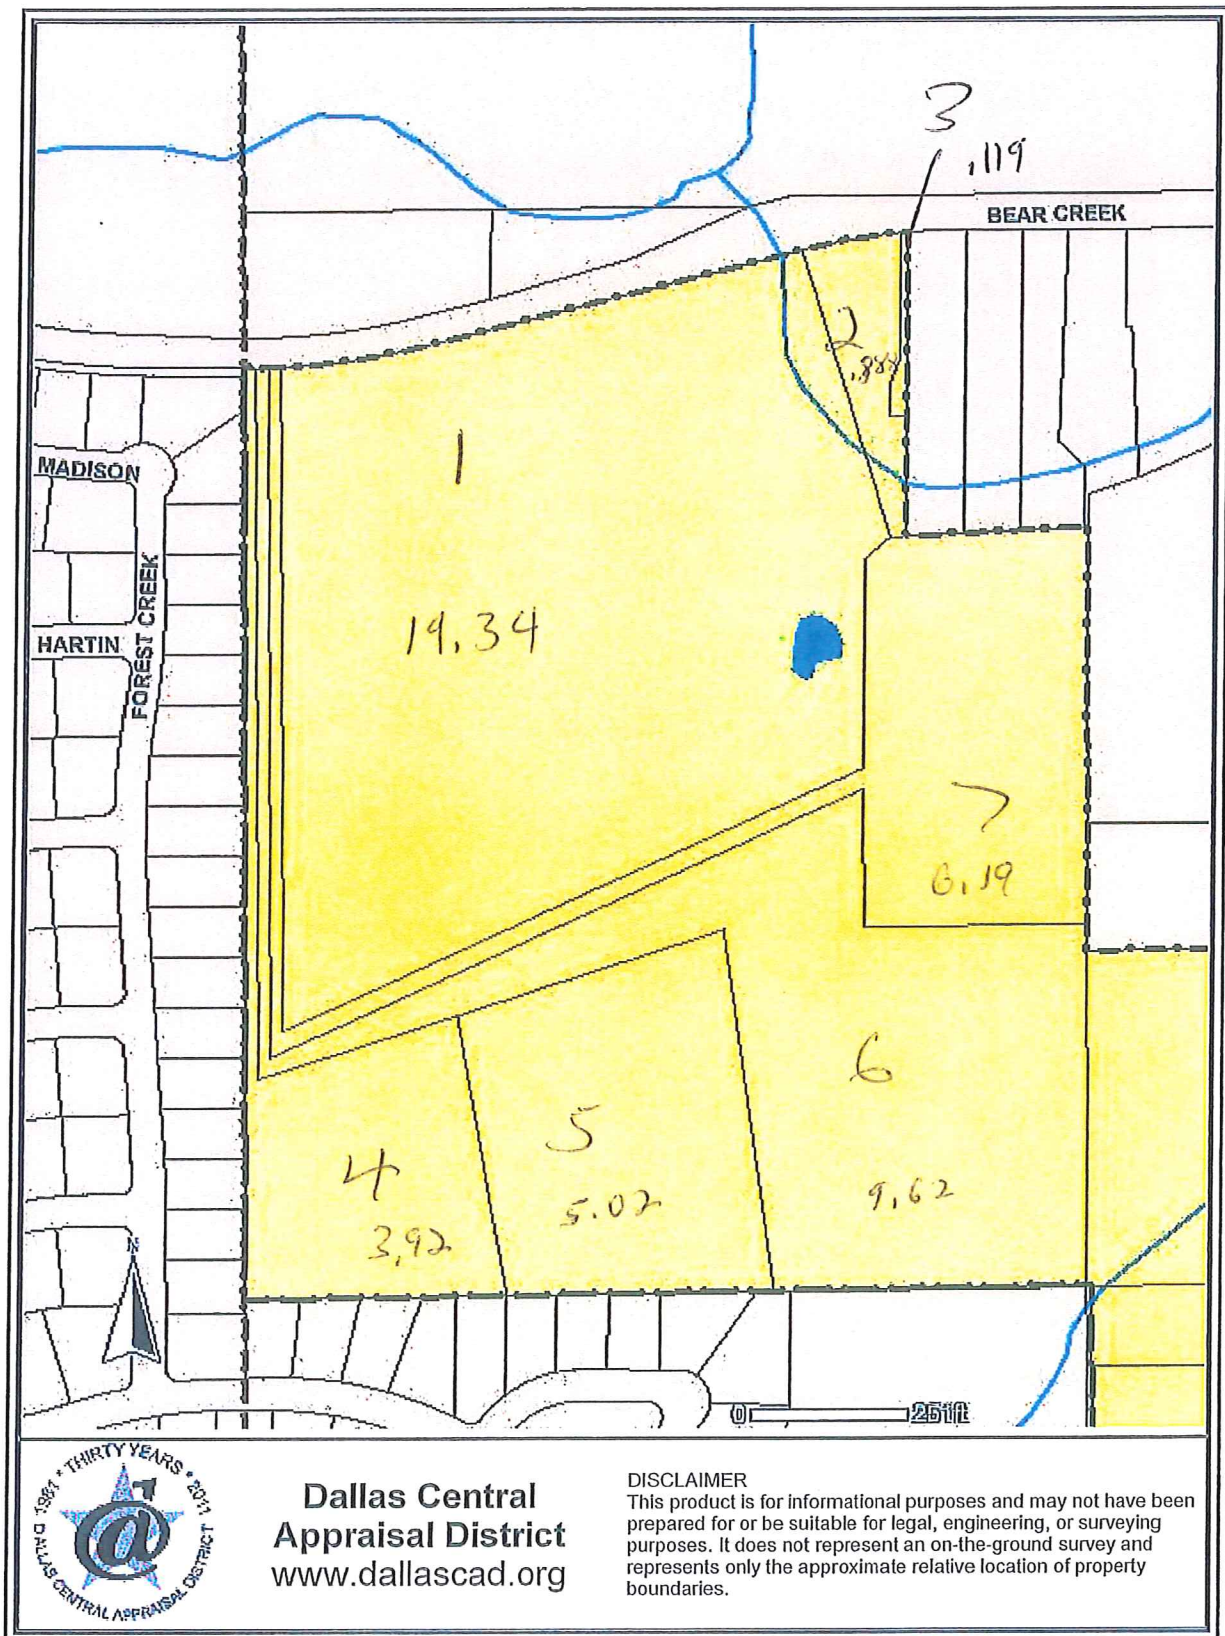 3
.119
BEAR CREEK
2
.888
1
MADISON
FOREST CREEK
19.34
HARTIN
7
6.19
6
5
4
9.62
5.02
3.92
N
0 251ft
1981 * THIRTY YEARS * 2011
DALLAS CENTRAL APPRAISAL DISTRICT
@
Dallas Central
Appraisal District
www.dallascad.org
DISCLAIMER
This product is for informational purposes and may not have been
prepared for or be suitable for legal, engineering, or surveying
purposes. It does not represent an on-the-ground survey and
represents only the approximate relative location of property
boundaries.